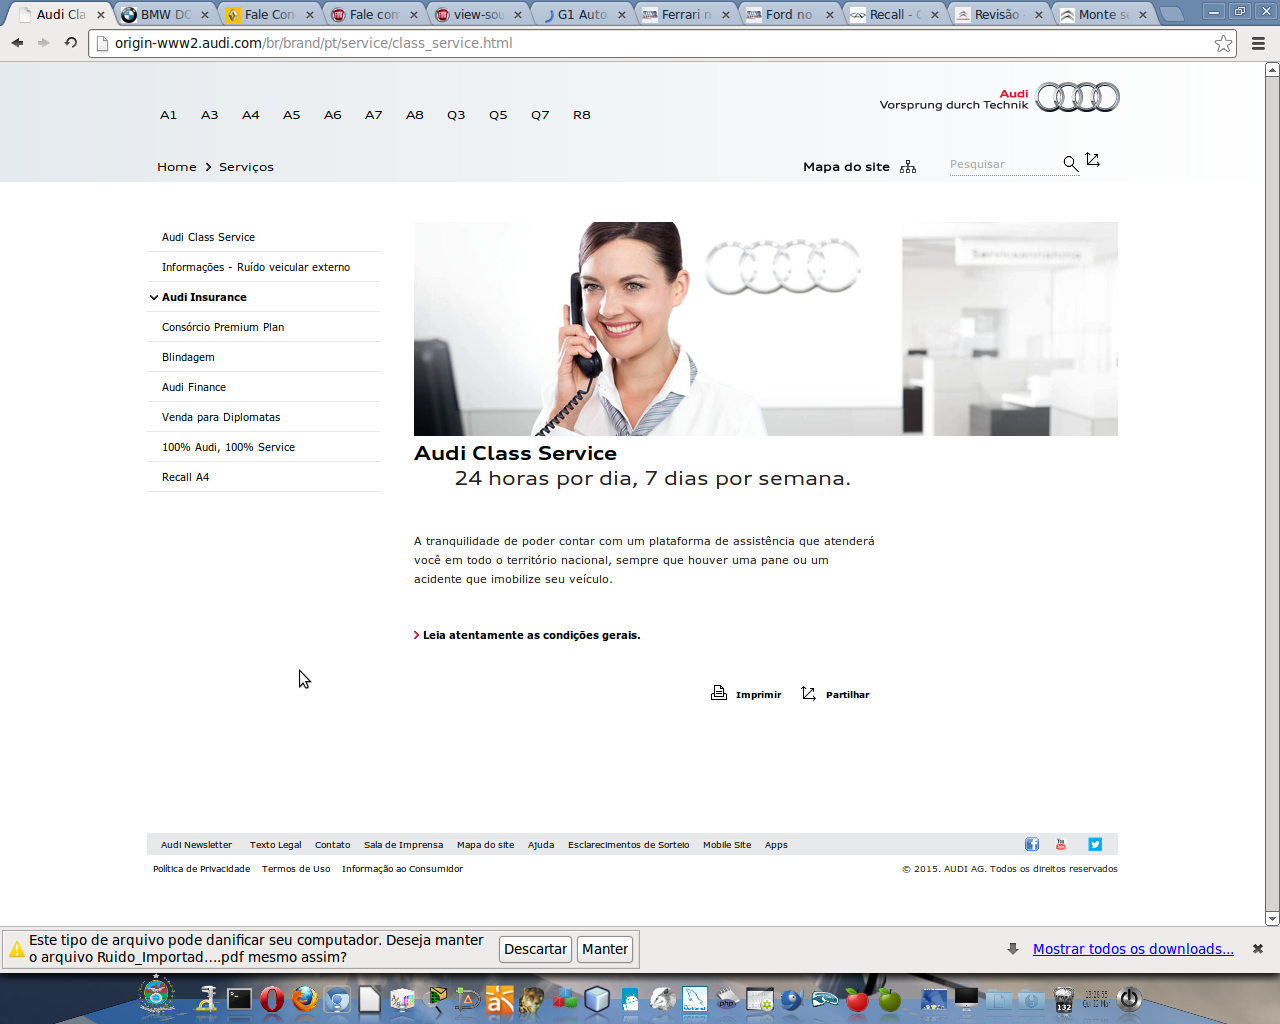 Audi Cla
BMW DC
Fale Con
Fale com
view-sou
G1 Auto
Ferrari n
Ford no
Recall - C
Revisão
Monte s
origin-www2.audi.com/br/brand/pt/service/class_service.html
Audi
Vorsprung durch Technik
A1 A3 A4 A5 A6 A7 A8 Q3 Q5 Q7 R8
Home > Serviços
Mapa do site
Pesquisar
Audi Class Service
Informações - Ruído veicular externo
Audi Insurance
Consórcio Premium Plan
Blindagem
Audi Finance
Venda para Diplomatas
100% Audi, 100% Service
Recall A4
Audi Class Service
24 horas por dia, 7 dias por semana.
A tranquilidade de poder contar com um plataforma de assistência que atenderá
você em todo o território nacional, sempre que houver uma pane ou um
acidente que imobilize seu veículo.
Leia atentamente as condições gerais.
Imprimir
Partilhar
Audi Newsletter Texto Legal Contato Sala de Imprensa Mapa do site Ajuda Esclarecimentos de Sorteio Mobile Site Apps
Política de Privacidade Termos de Uso Informação ao Consumidor
© 2015. AUDI AG. Todos os direitos reservados
Este tipo de arquivo pode danificar seu computador. Deseja manter
o arquivo Ruido_Importad....pdf mesmo assim?
Descartar
Manter
Mostrar todos os downloads...
132